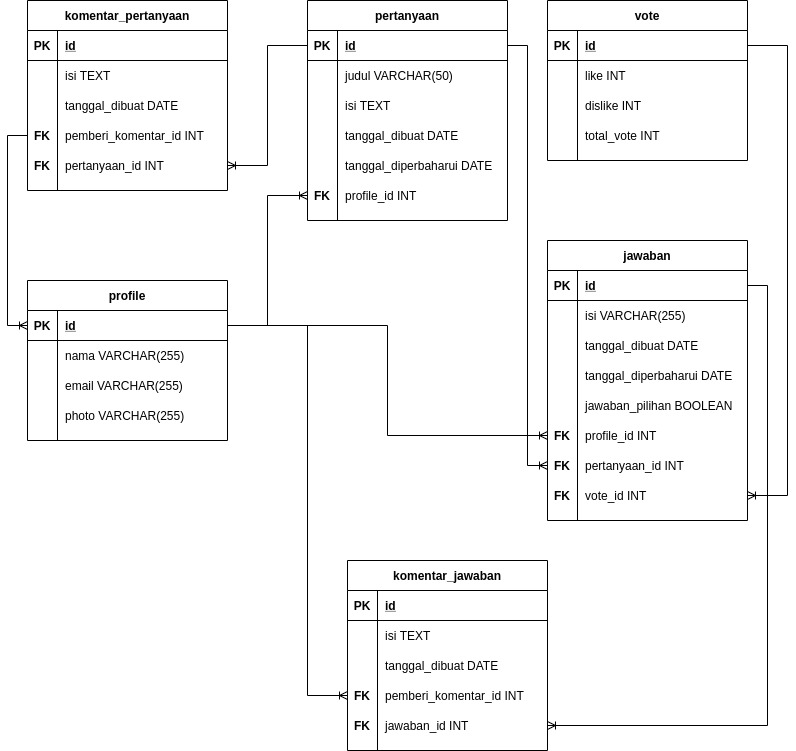 komentar_pertanyaan
PK id
isi TEXT
tanggal_dibuat DATE
FK pemberi_komentar_id INT
FK pertanyaan_id INT
pertanyaan
PK id
judul VARCHAR(50)
isi TEXT
tanggal_dibuat DATE
tanggal_diperbaharui DATE
FK profile_id INT
vote
PK id
like INT
dislike INT
total_vote INT
profile
PK id
nama VARCHAR(255)
email VARCHAR(255)
photo VARCHAR(255)
jawaban
PK id
isi VARCHAR(255)
tanggal_dibuat DATE
tanggal_diperbaharui DATE
jawaban_pilihan BOOLEAN
FK profile_id INT
FK pertanyaan_id INT
FK vote_id INT
komentar_jawaban
PK id
isi TEXT
tanggal_dibuat DATE
FK pemberi_komentar_id INT
FK jawaban_id INT